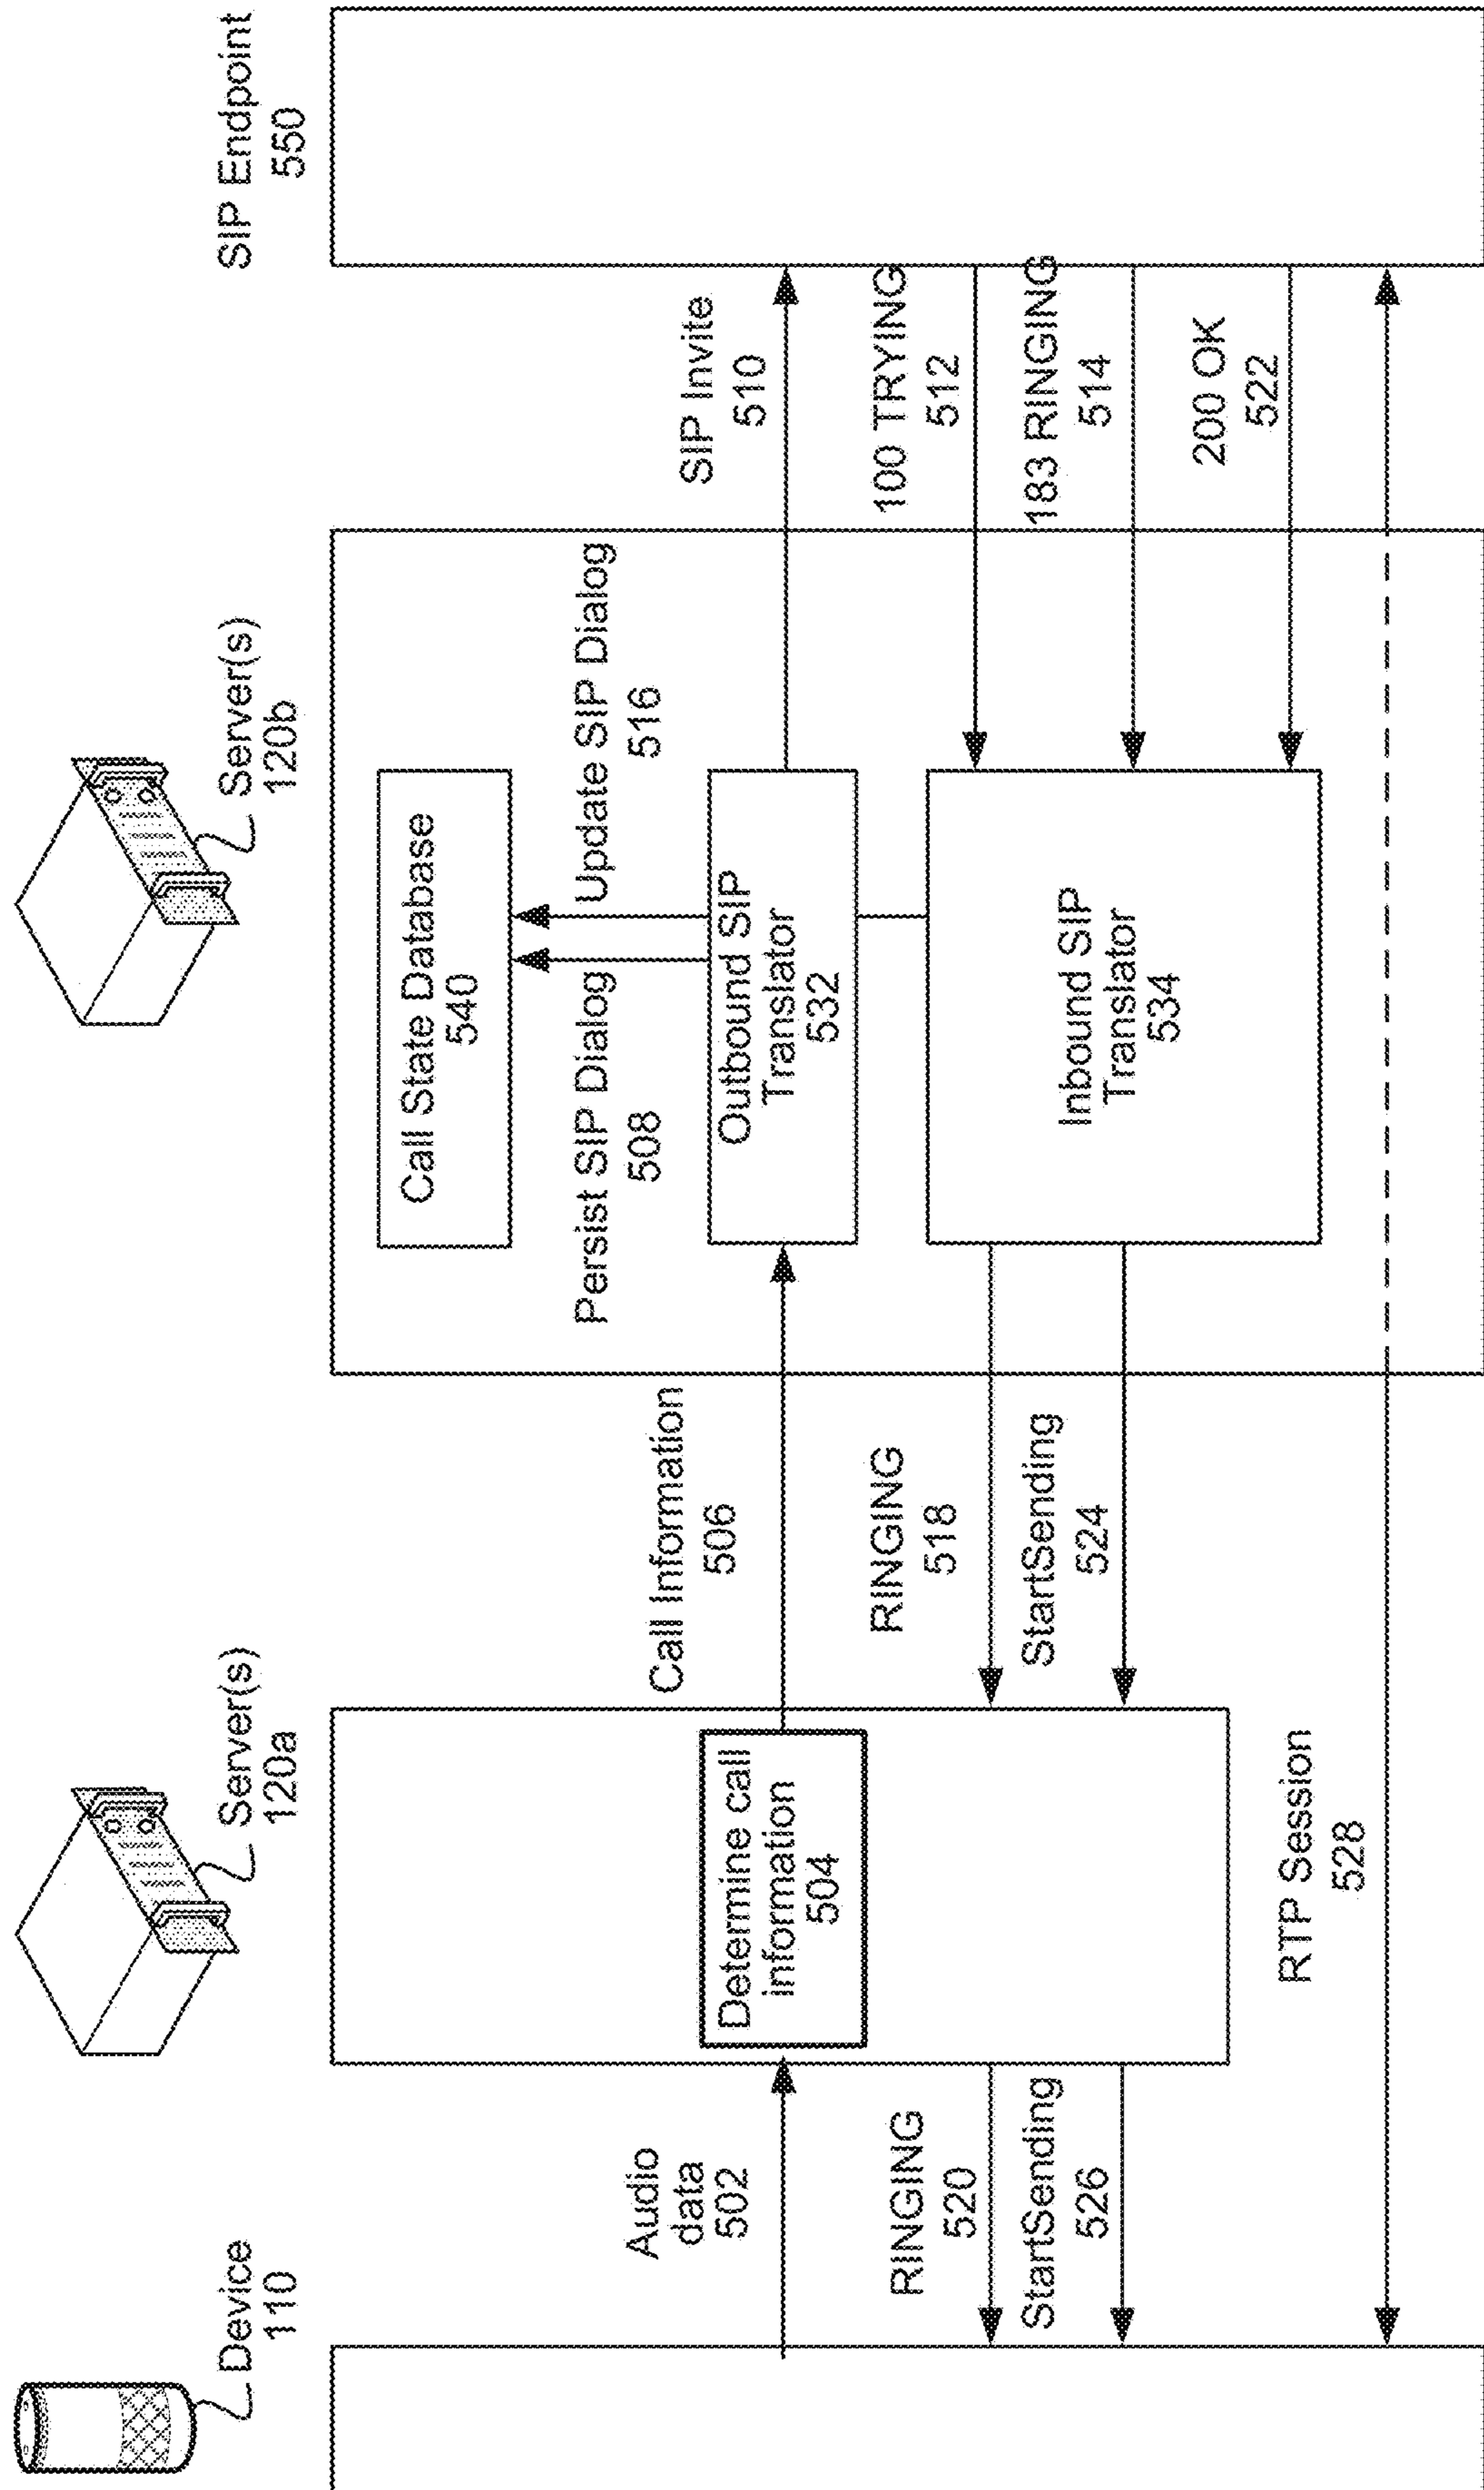 Device
110
Server(s)
120a
Server(s)
120b
SIP Endpoint
550
Audio
data
502
Determine call
information
504
Call Information
506
Call State Database
540
Persist SIP Dialog
508
Update SIP Dialog
516
Outbound SIP
Translator
532
SIP Invite
510
100 TRYING
512
183 RINGING
514
Inbound SIP
Translator
534
RINGING
518
RINGING
520
200 OK
522
StartSending
524
StartSending
526
RTP Session
528